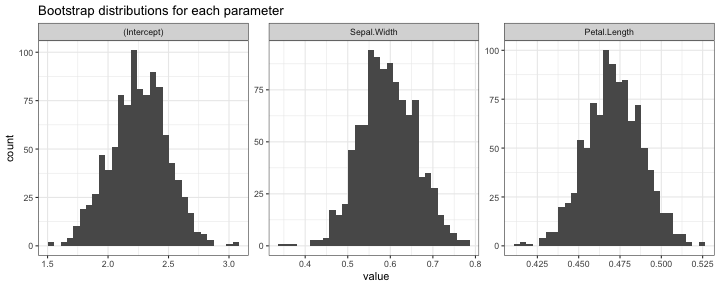 Bootstrap distributions for each parameter
(Intercept) Sepal.Width Petal.Length
count
100
75
50
25
0
75
50
25
0
100
75
50
25
0
1.5 2.0 2.5 3.0
0.4 0.5 0.6 0.7 0.8
0.425 0.450 0.475 0.500 0.525
value